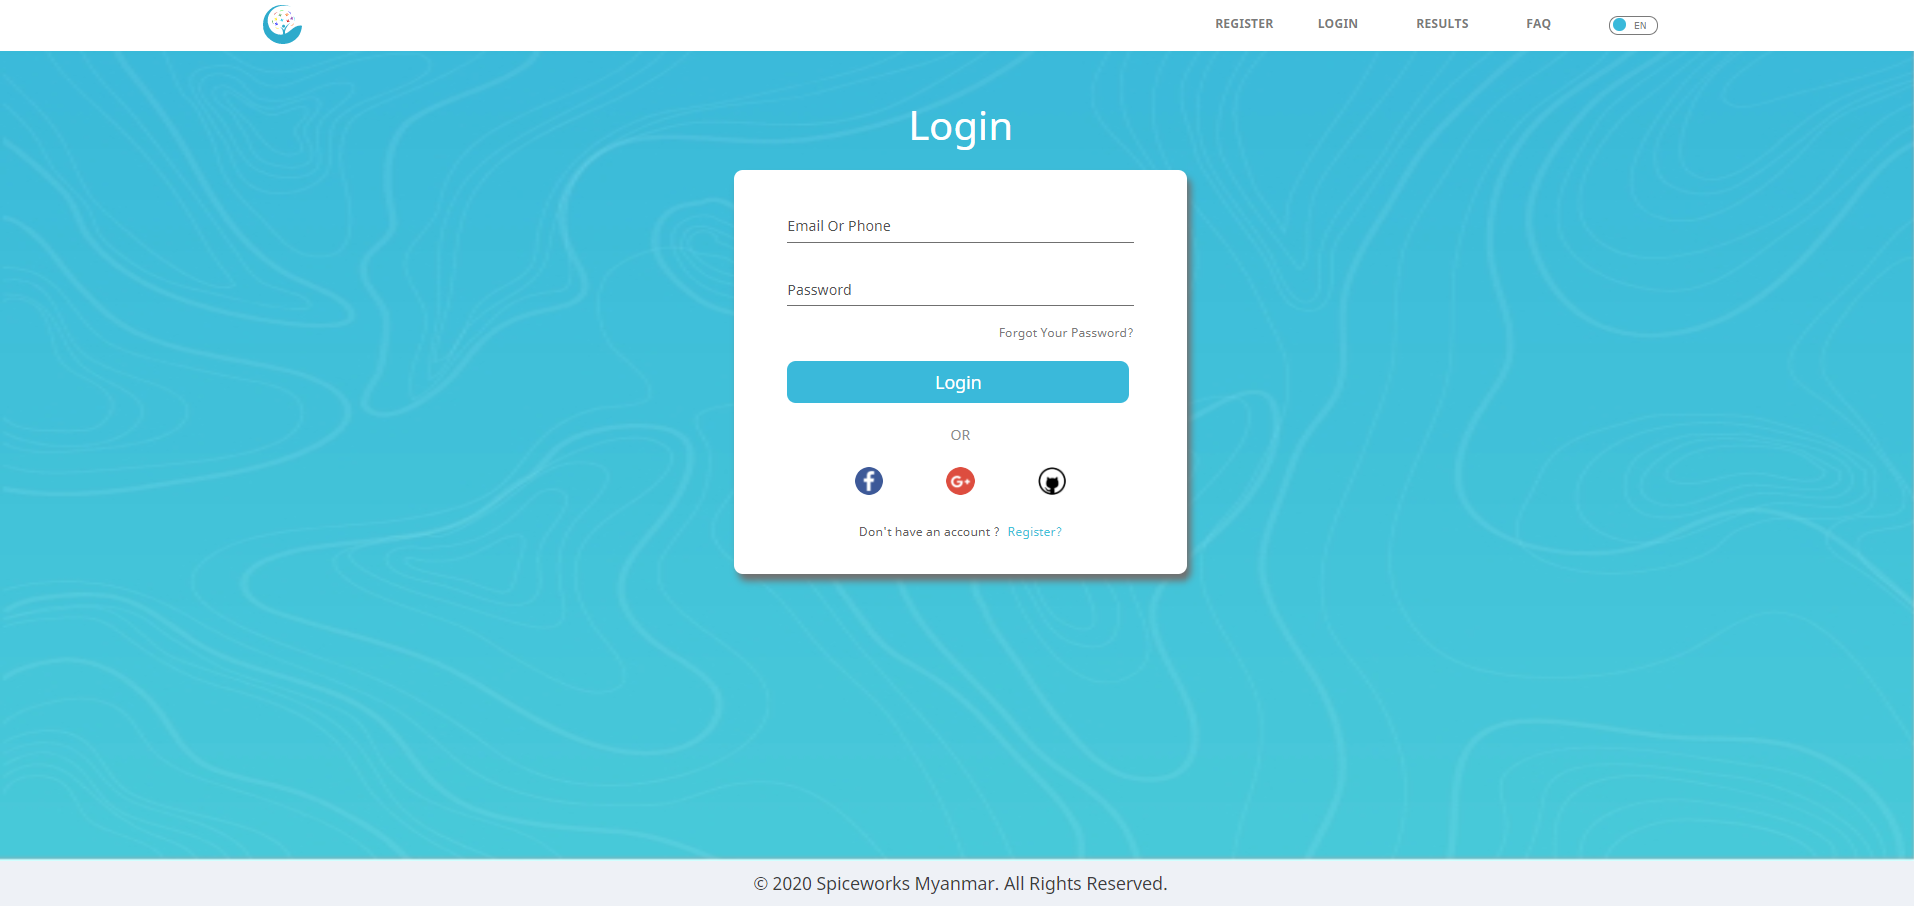 REGISTER LOGIN RESULTS FAQ EN
Login
Email Or Phone
Password
Forgot Your Password?
Login
OR
Don't have an account ? Register?
© 2020 Spiceworks Myanmar. All Rights Reserved.